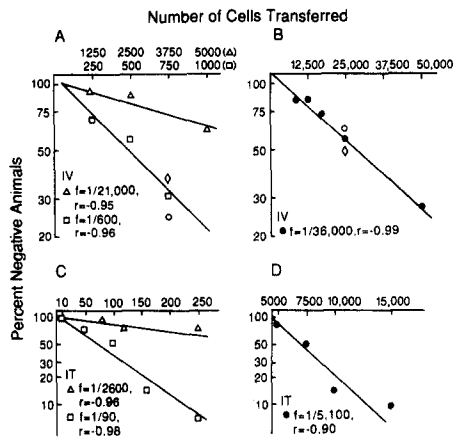 Number of Cells Transferred
A
1250 2500 3750 5000 (△)
250 500 750 1000 (□)
100
75
50
30
20
IV
△ f=1/21,000,
r=-0.95
□ f=1/600,
r=-0.96
B
12,500 25,000 50,000
100
75
50
30
20
IV
● f=1/36,000,r=-0.99
Percent Negative Animals
C
10 50 100 150 200 250
100
50
30
20
10
IT
△ f=1/2600,
r=-0.96
□ f=1/90,
r=-0.98
D
5000 7500 10,000 15,000
100
50
30
20
10
IT
● f=1/5,100,
r=-0.90